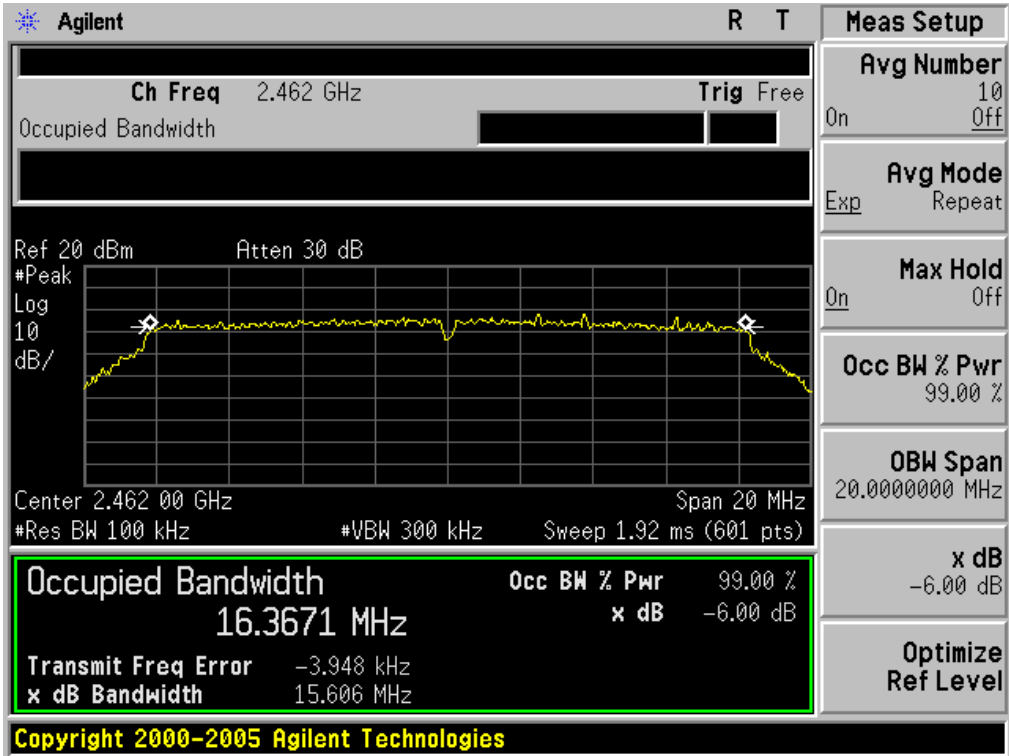 Agilent R T
Ch Freq 2.462 GHz Trig Free
Occupied Bandwidth
Ref 20 dBm Atten 30 dB
#Peak
Log
10
dB/
Center 2.462 00 GHz Span 20 MHz
#Res BW 100 kHz #VBW 300 kHz Sweep 1.92 ms (601 pts)
Occupied Bandwidth
16.3671 MHz
Occ BW % Pwr 99.00 %
x dB -6.00 dB
Transmit Freq Error -3.948 kHz
x dB Bandwidth 15.606 MHz
Copyright 2000-2005 Agilent Technologies
Meas Setup
Avg Number
10
On Off
Avg Mode
Exp Repeat
Max Hold
On Off
Occ BW % Pwr
99.00 %
OBW Span
20.0000000 MHz
x dB
-6.00 dB
Optimize
Ref Level